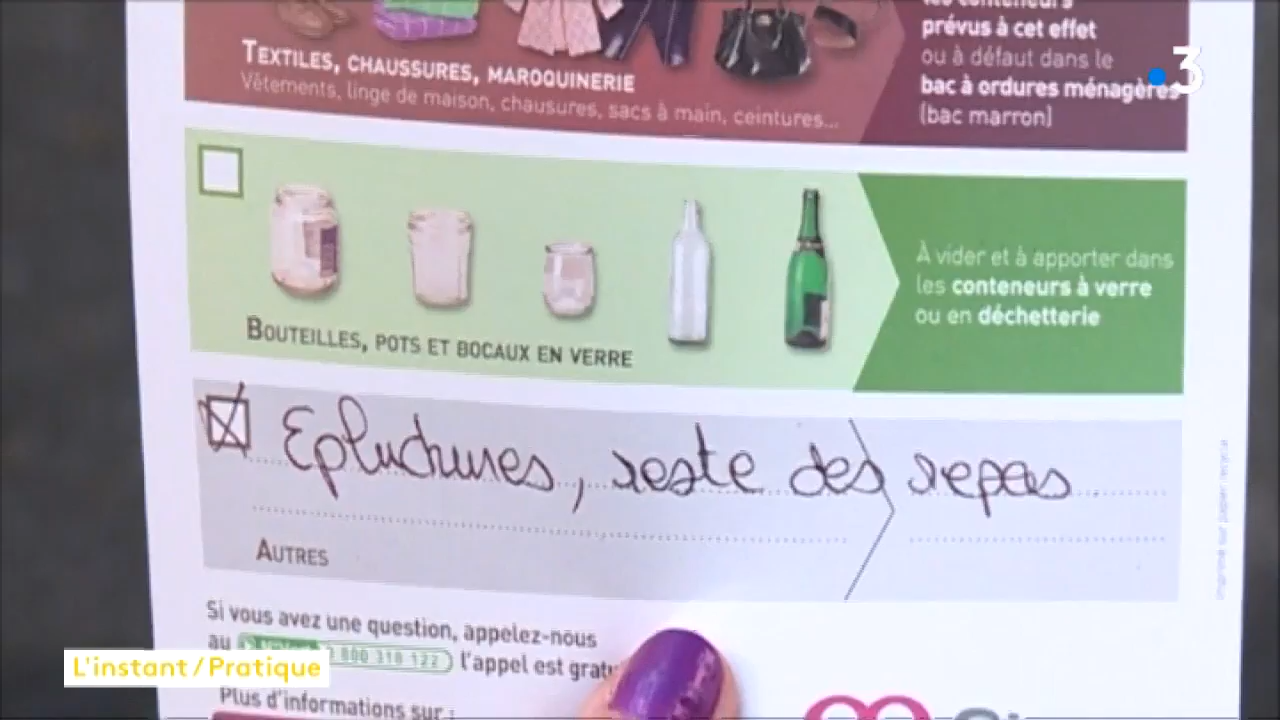 prévus à cet effet
ou à défaut dans le
bac à ordures ménagères
(bac marron)
3
TEXTILES, CHAUSSURES, MAROQUINERIE
Vêtements, linge de maison, chausures, sacs à main, ceintures...
À vider et à apporter dans
les conteneurs à verre
ou en déchetterie
BOUTEILLES, POTS ET BOCAUX EN VERRE
Epluchures, reste des repas
AUTRES
Si vous avez une question, appelez-nous
au 0 800 318 122 l'appel est
Plus d'informations sur :
L'instant / Pratique